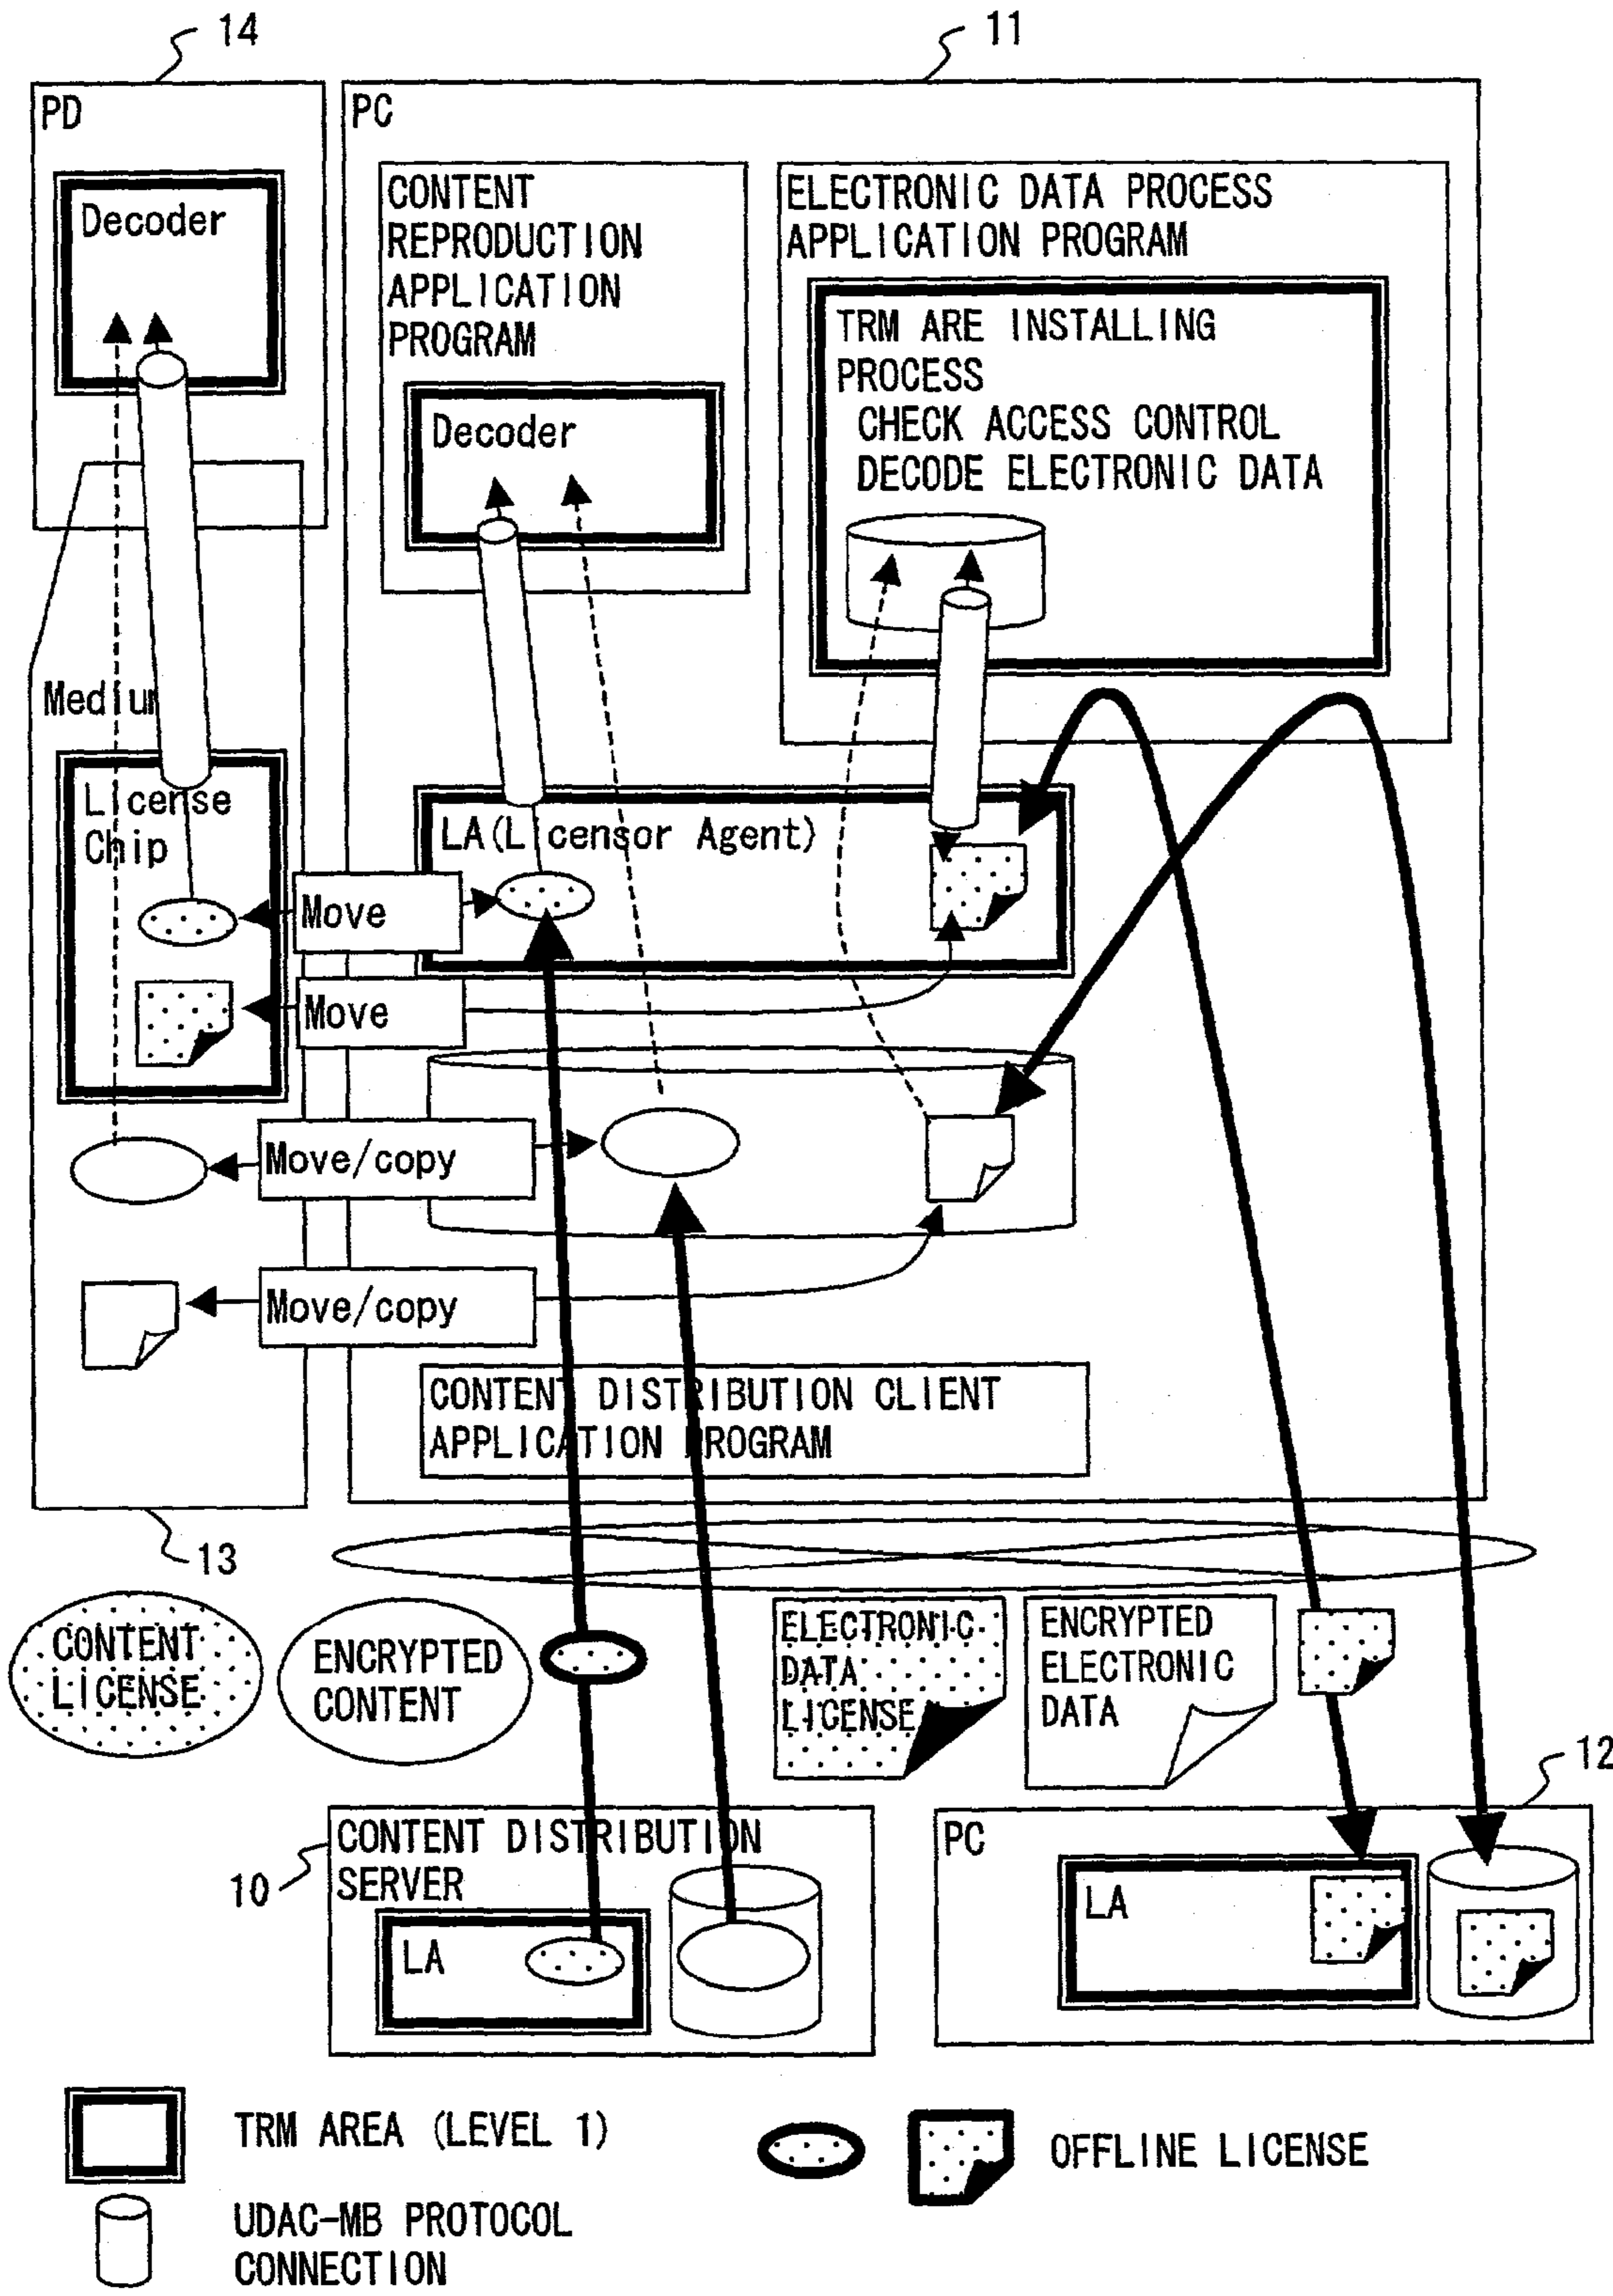 14
11
PD
PC
Decoder
CONTENT
REPRODUCTION
APPLICATION
PROGRAM
Decoder
ELECTRONIC DATA PROCESS
APPLICATION PROGRAM
TRM ARE INSTALLING
PROCESS
CHECK ACCESS CONTROL
DECODE ELECTRONIC DATA
Medium
License
Chip
LA(Licensor Agent)
Move
Move
Move/copy
Move/copy
CONTENT DISTRIBUTION CLIENT
APPLICATION PROGRAM
13
CONTENT
LICENSE
ENCRYPTED
CONTENT
ELECTRONIC
DATA
LICENSE
ENCRYPTED
ELECTRONIC
DATA
12
10
CONTENT DISTRIBUTION
SERVER
LA
PC
LA
TRM AREA (LEVEL 1)
OFFLINE LICENSE
UDAC-MB PROTOCOL
CONNECTION